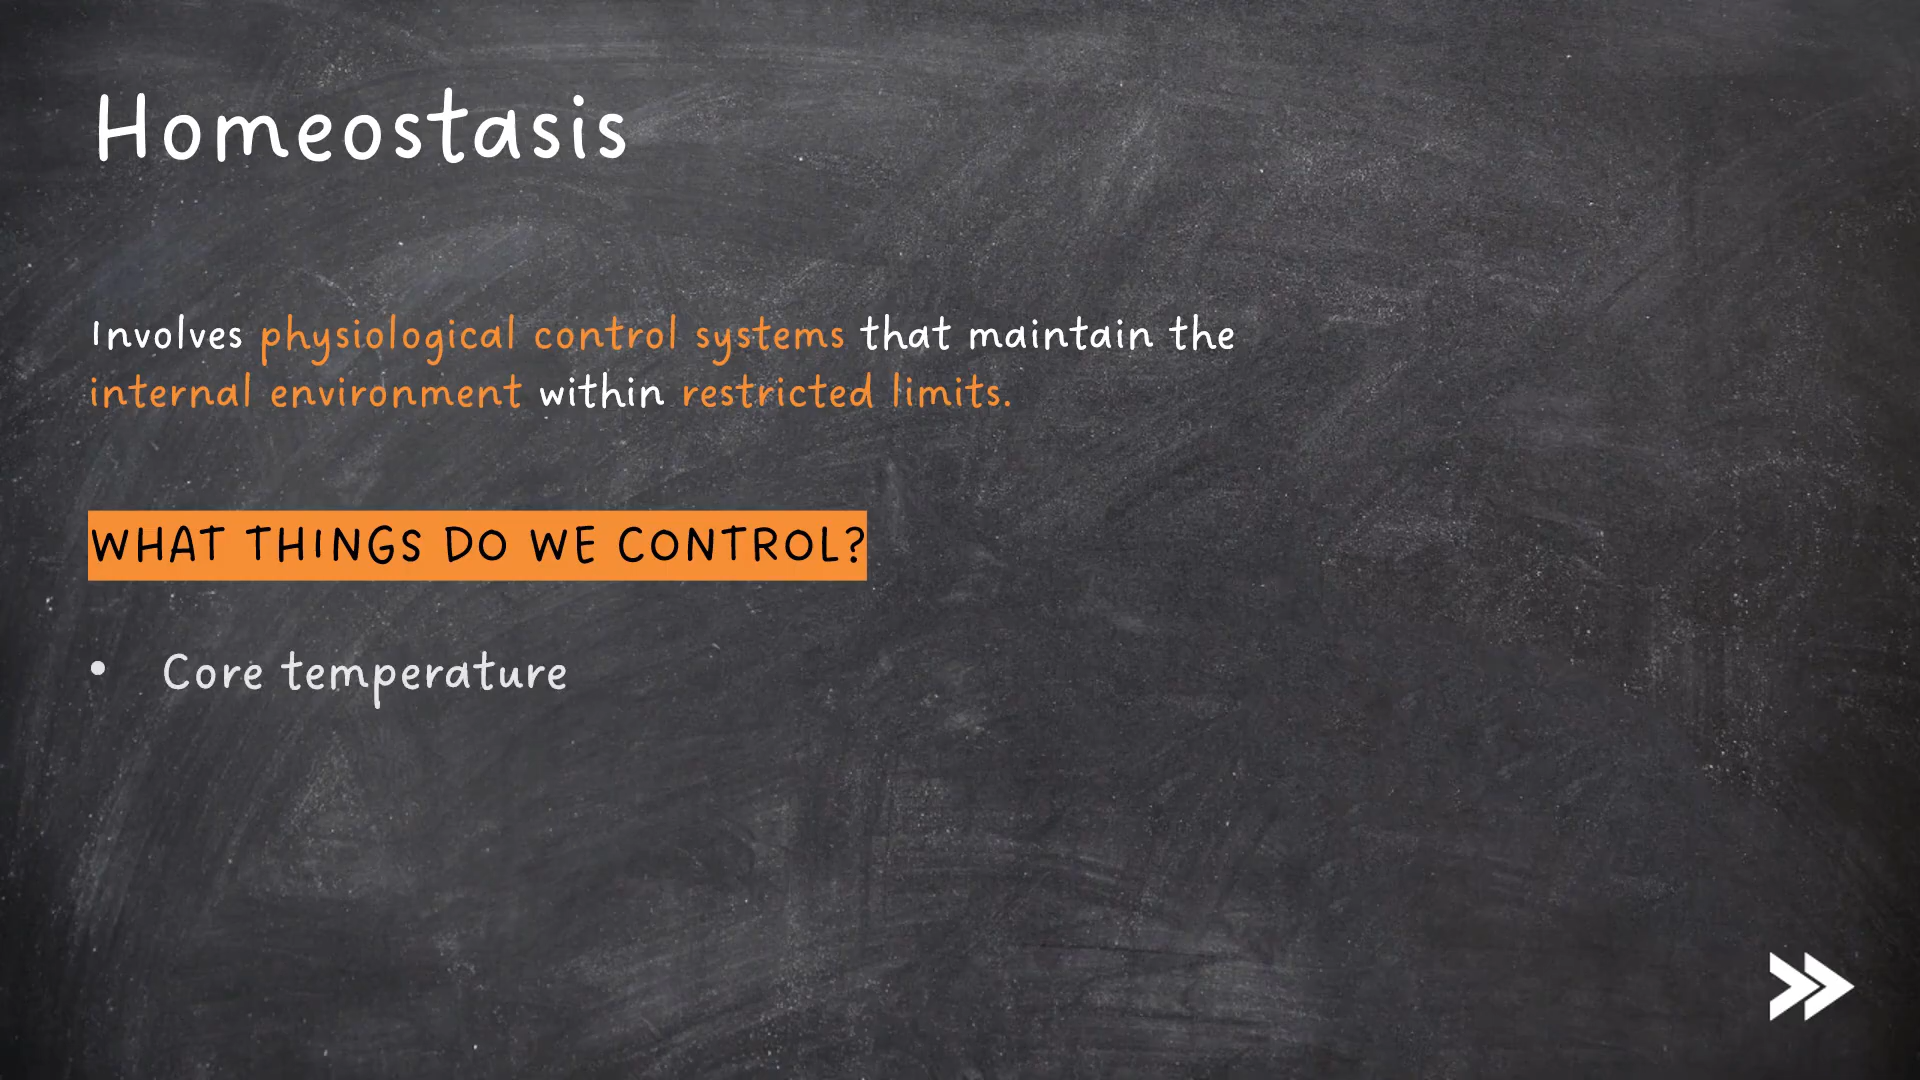 Homeostasis
Involves physiological control systems that maintain the
internal environment within restricted limits.
WHAT THINGS DO WE CONTROL?
• Core temperature